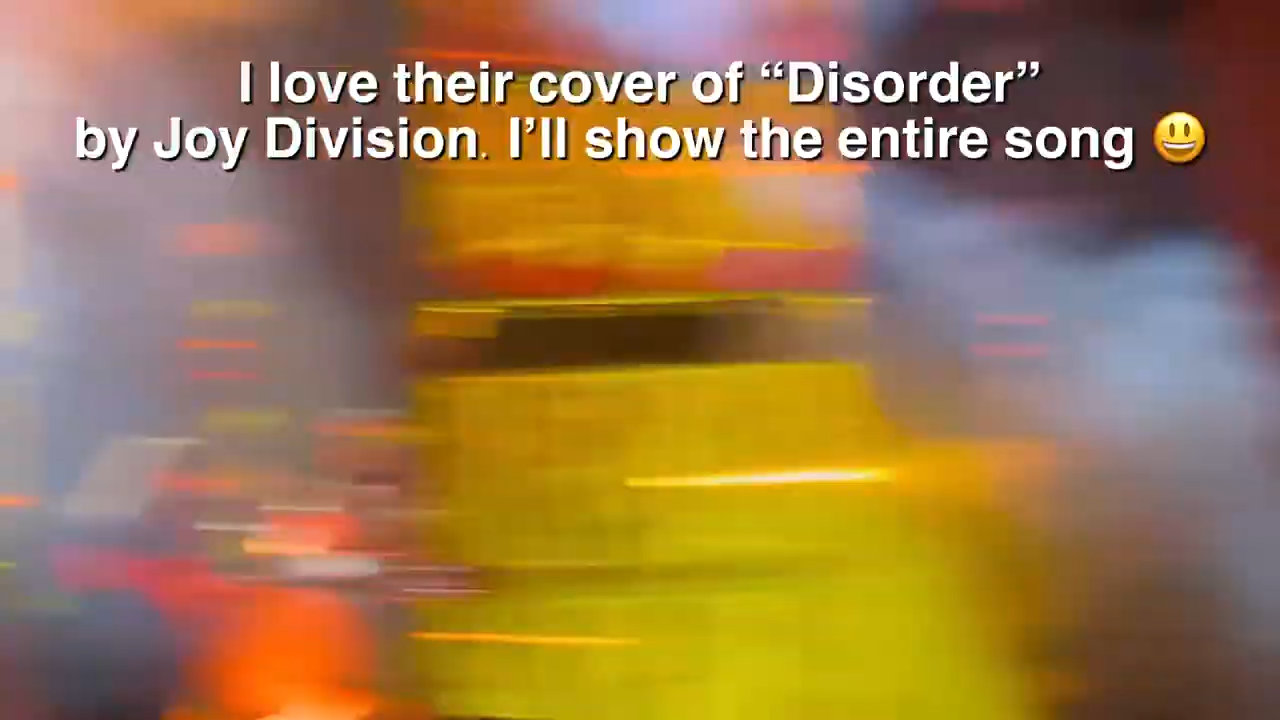 I love their cover of “Disorder”
by Joy Division. I’ll show the entire song 😃